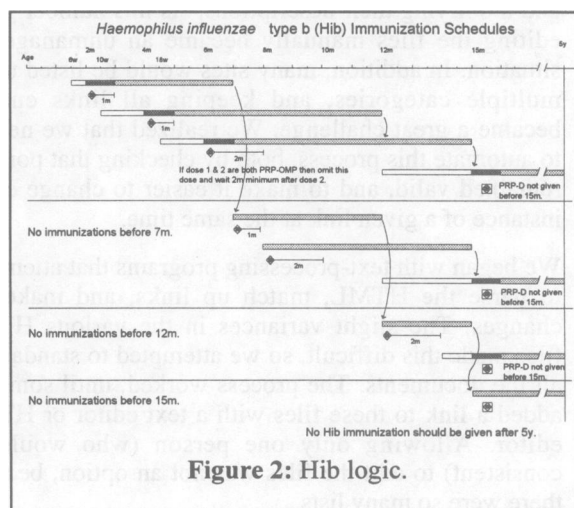 Haemophilus influenzae type b (Hib) Immunization Schedules
Age
6w 10w
4m
18w
7m
12m
15m
5y
1m
1m
2m
If dose 1 & 2 are both PRP-OMP then omit this
dose and wait 2m minimum after dose 2.
PRP-D not given
before 15m.
No immunizations before 7m.
1m
2m
PRP-D not given
before 15m.
No immunizations before 12m.
2m
PRP-D not given
before 15m.
No immunizations before 15m.
No Hib immunization should be given after 5y.
Figure 2: Hib logic.